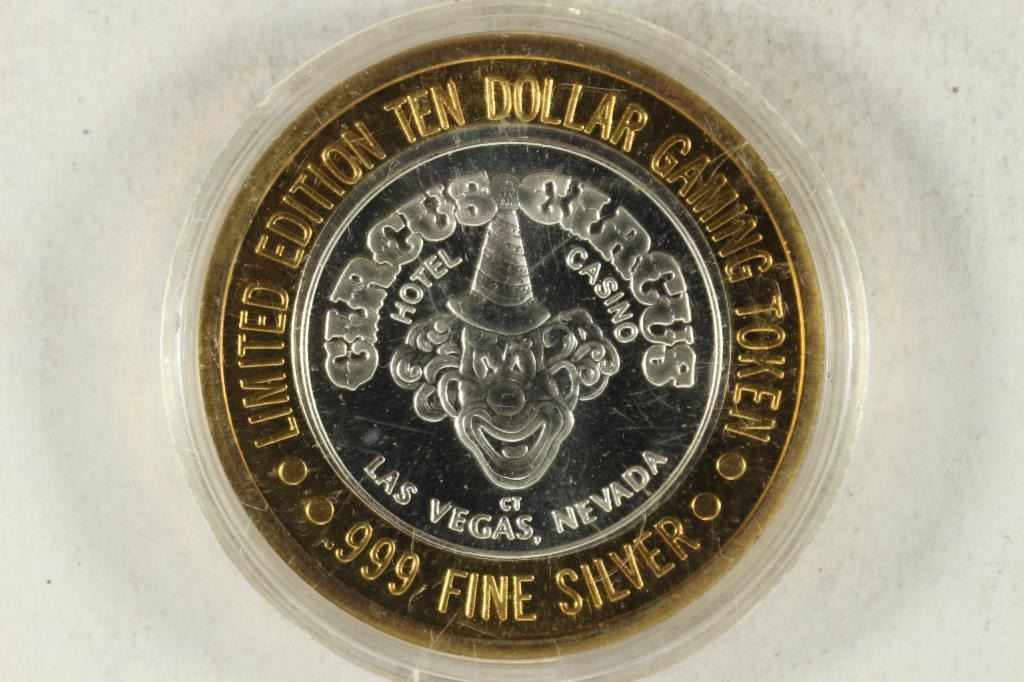 LIMITED EDITION TEN DOLLAR GAMING TOKEN
.999 FINE SILVER
CIRCUS CIRCUS
HOTEL CASINO
CT
LAS VEGAS, NEVADA